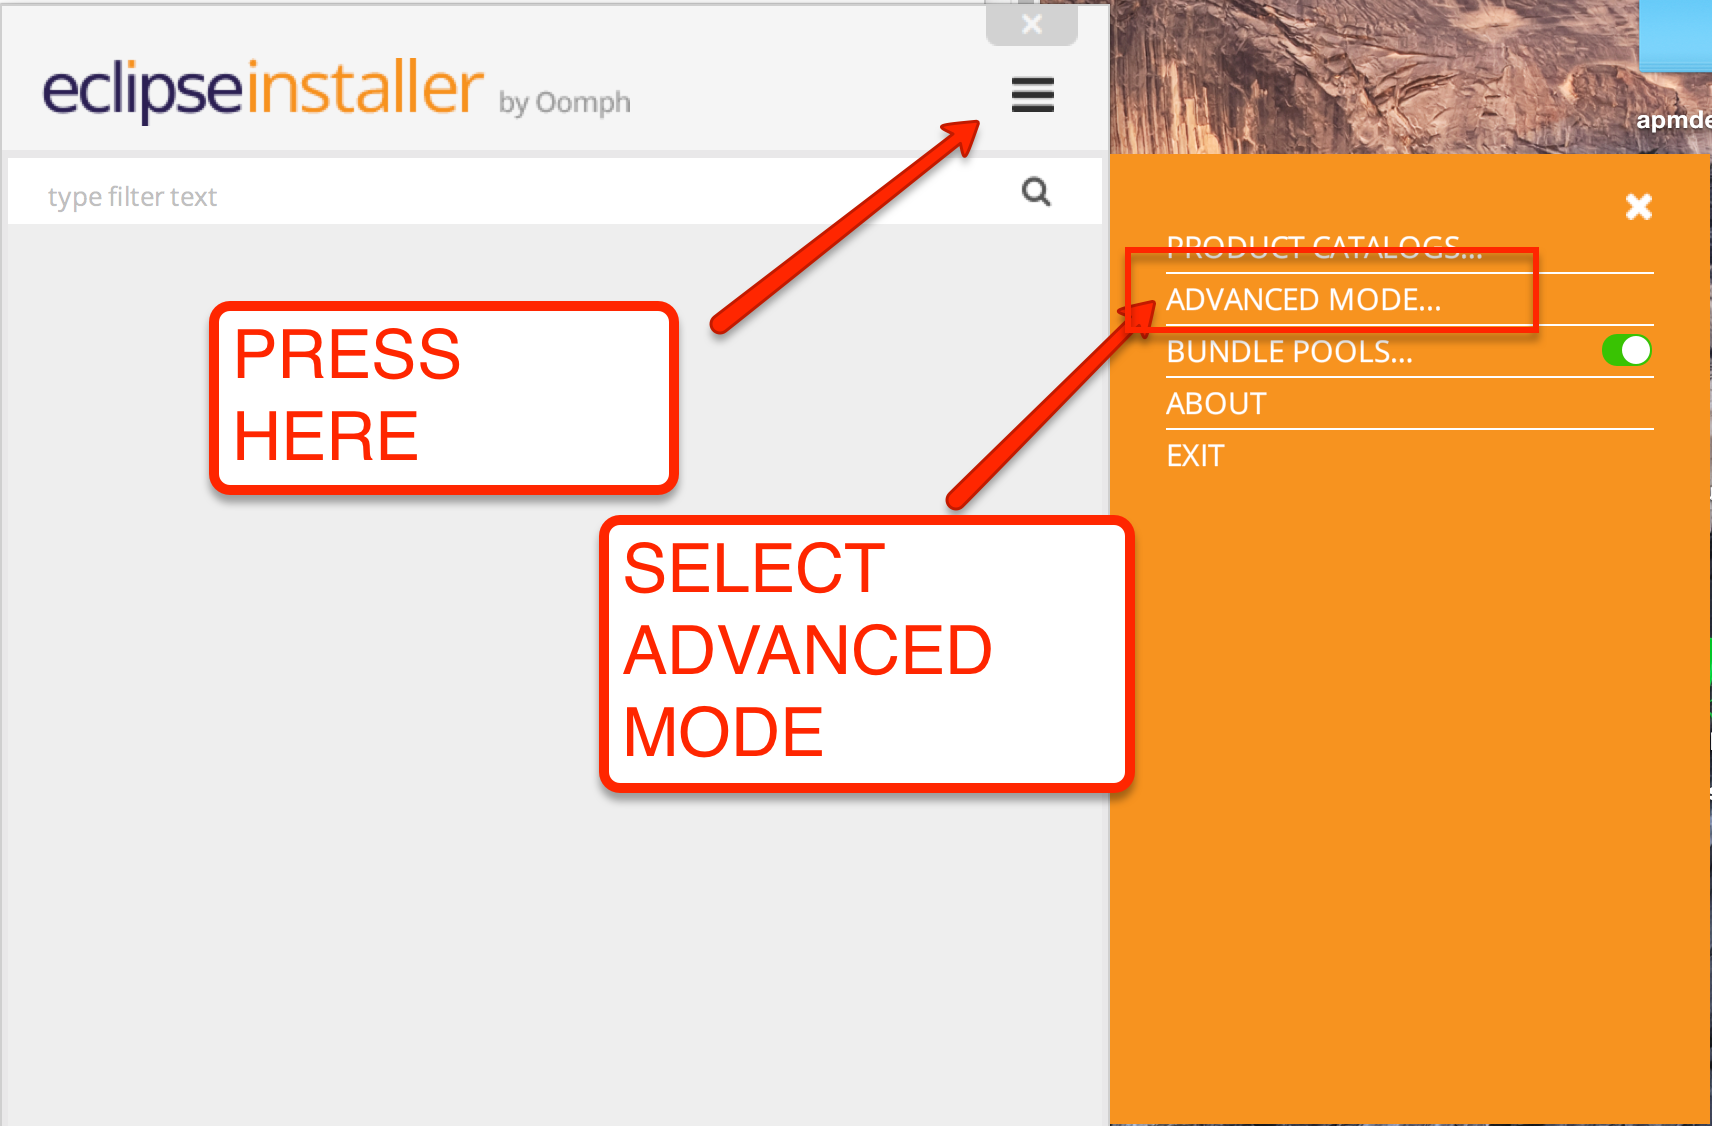 eclipseinstaller by Oomph
type filter text
PRESS
HERE
SELECT
ADVANCED
MODE
PRODUCT CATALOGS...
ADVANCED MODE...
BUNDLE POOLS...
ABOUT
EXIT